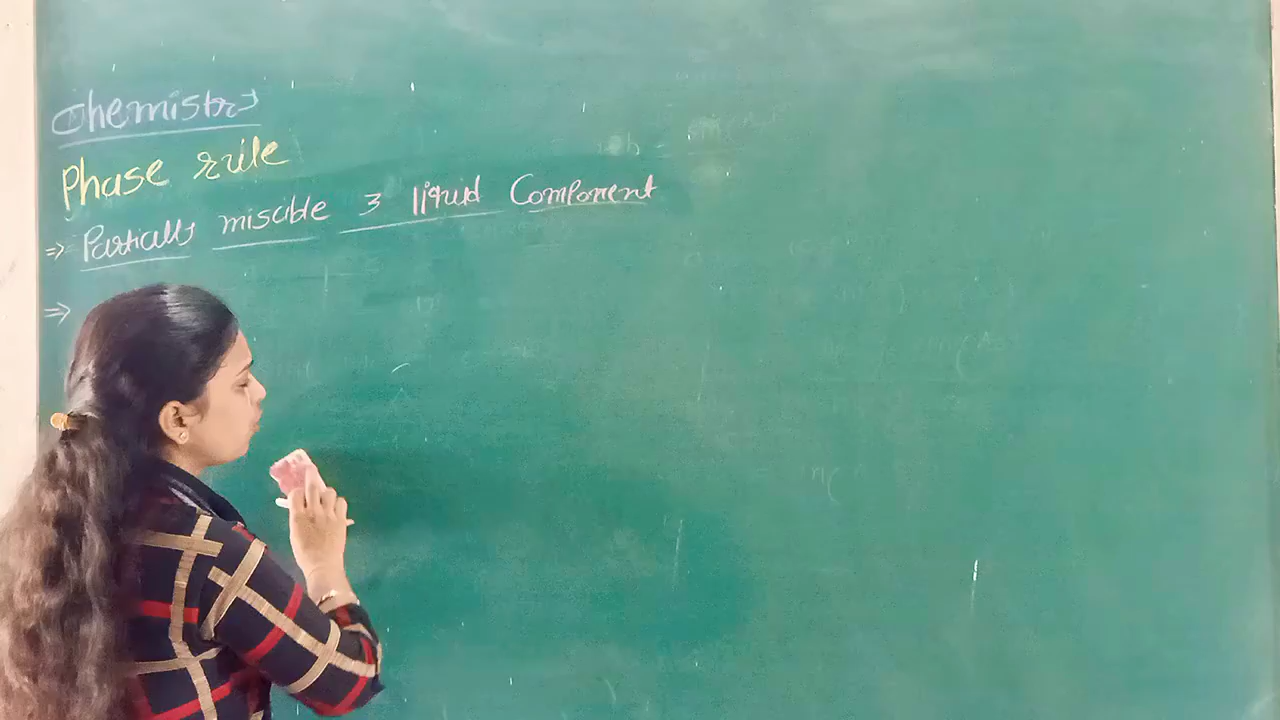 Chemistry
Phase rule
⇒ Partially miscible 3 liquid Component
⇒